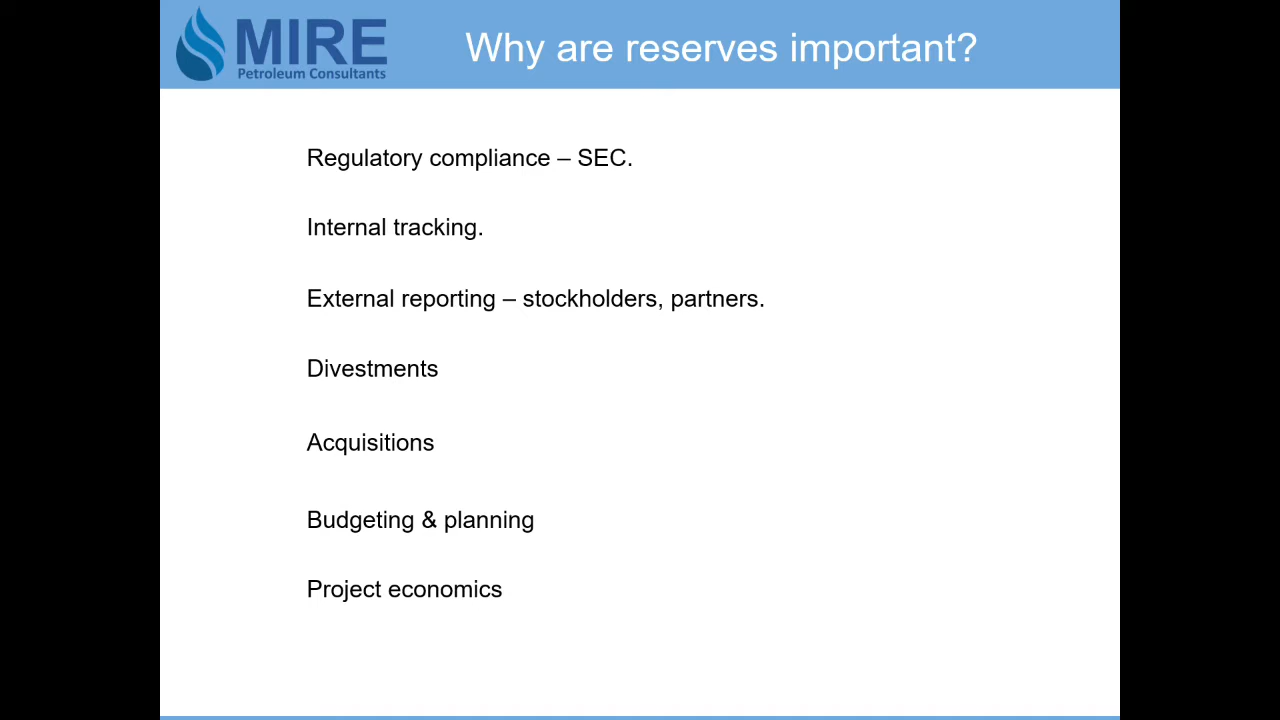 MIRE
Petroleum Consultants
Why are reserves important?
Regulatory compliance – SEC.
Internal tracking.
External reporting – stockholders, partners.
Divestments
Acquisitions
Budgeting & planning
Project economics